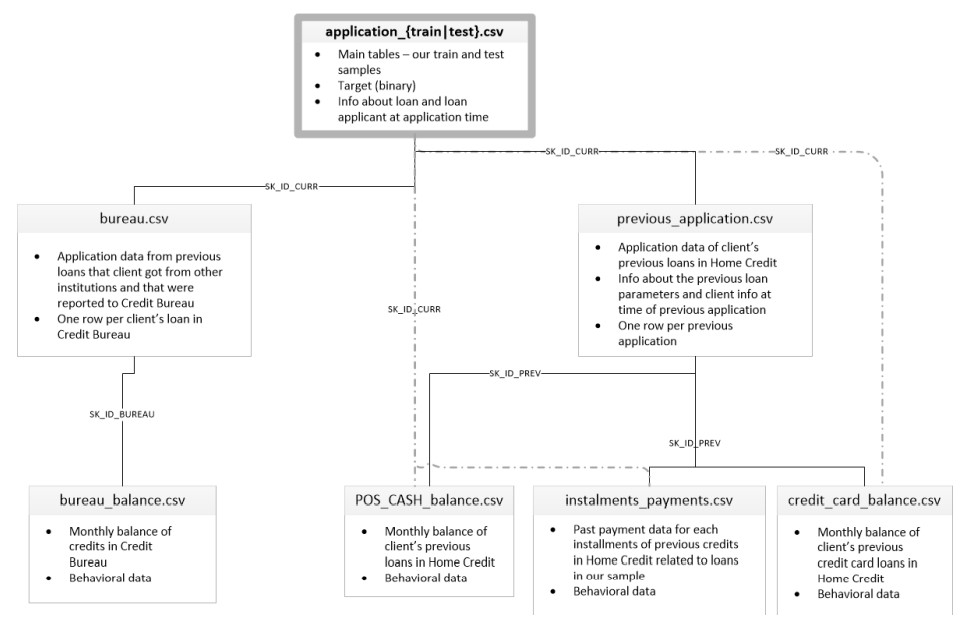 application_{train|test}.csv
• Main tables – our train and test
samples
• Target (binary)
• Info about loan and loan
applicant at application time
SK_ID_CURR
SK_ID_CURR
SK_ID_CURR
bureau.csv
• Application data from previous
loans that client got from other
institutions and that were
reported to Credit Bureau
• One row per client's loan in
Credit Bureau
previous_application.csv
• Application data of client's
previous loans in Home Credit
• Info about the previous loan
parameters and client info at
time of previous application
• One row per previous
application
SK_ID_CURR
SK_ID_PREV
SK_ID_BUREAU
SK_ID_PREV
bureau_balance.csv
• Monthly balance of
credits in Credit
Bureau
• Behavioral data
POS_CASH_balance.csv
• Monthly balance of
client's previous
loans in Home Credit
• Behavioral data
instalments_payments.csv
• Past payment data for each
installments of previous credits
in Home Credit related to loans
in our sample
• Behavioral data
credit_card_balance.csv
• Monthly balance of
client's previous
credit card loans in
Home Credit
• Behavioral data